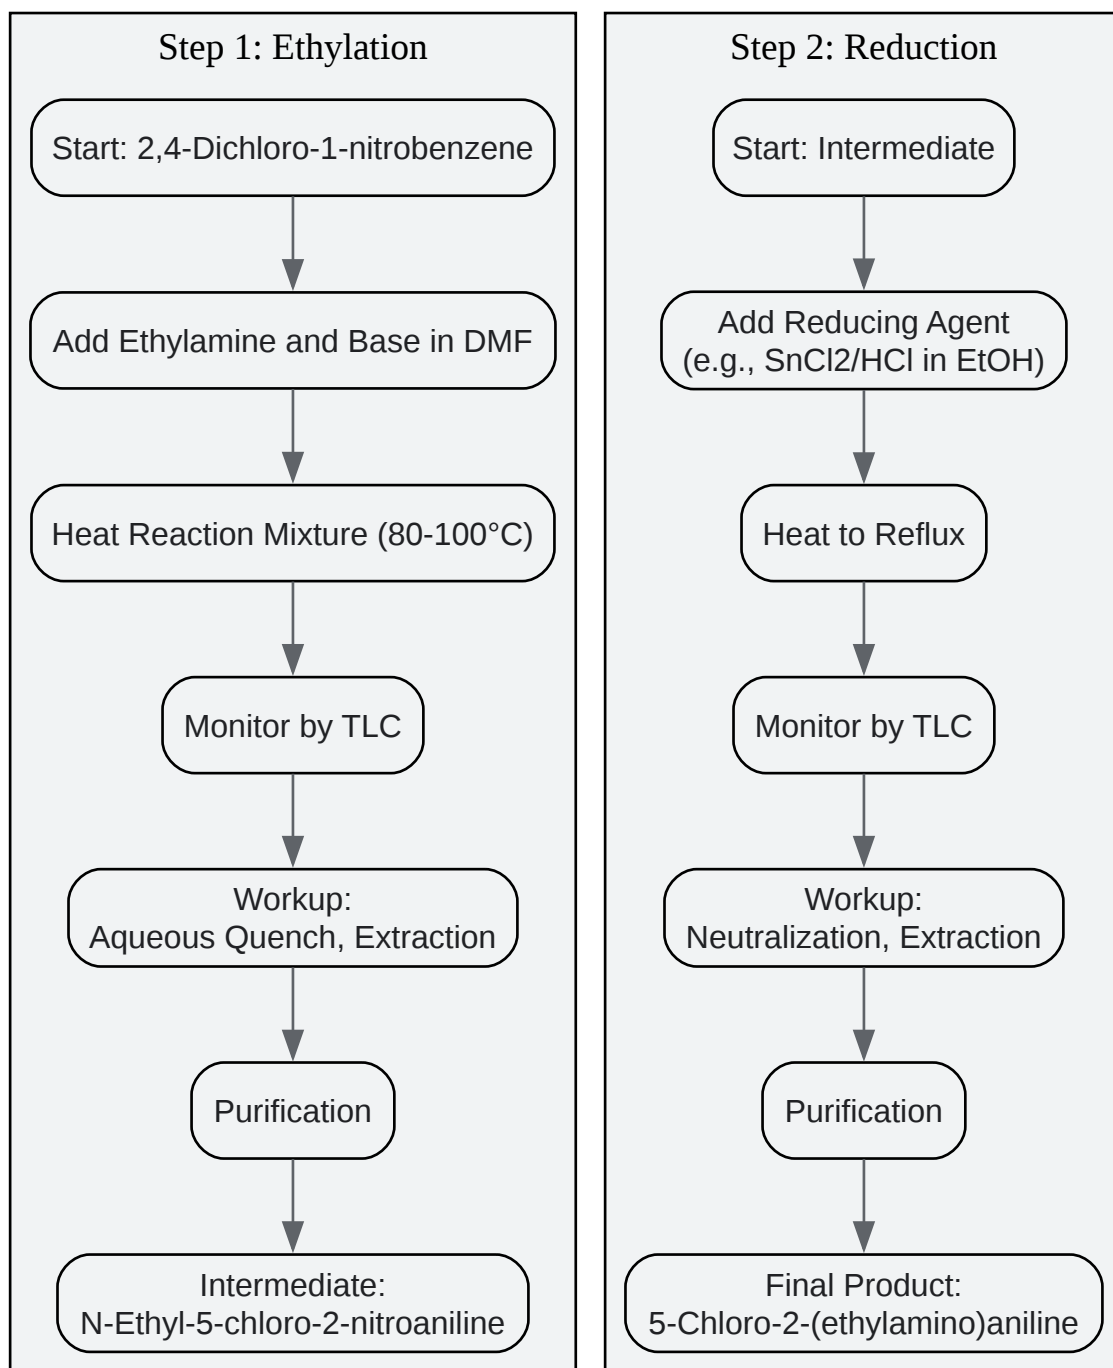 Step 1: Ethylation
Start: 2,4-Dichloro-1-nitrobenzene
Add Ethylamine and Base in DMF
Heat Reaction Mixture (80-100°C)
Monitor by TLC
Workup:
Aqueous Quench, Extraction
Purification
Intermediate:
N-Ethyl-5-chloro-2-nitroaniline
Step 2: Reduction
Start: Intermediate
Add Reducing Agent
(e.g., SnCl2/HCl in EtOH)
Heat to Reflux
Monitor by TLC
Workup:
Neutralization, Extraction
Purification
Final Product:
5-Chloro-2-(ethylamino)aniline